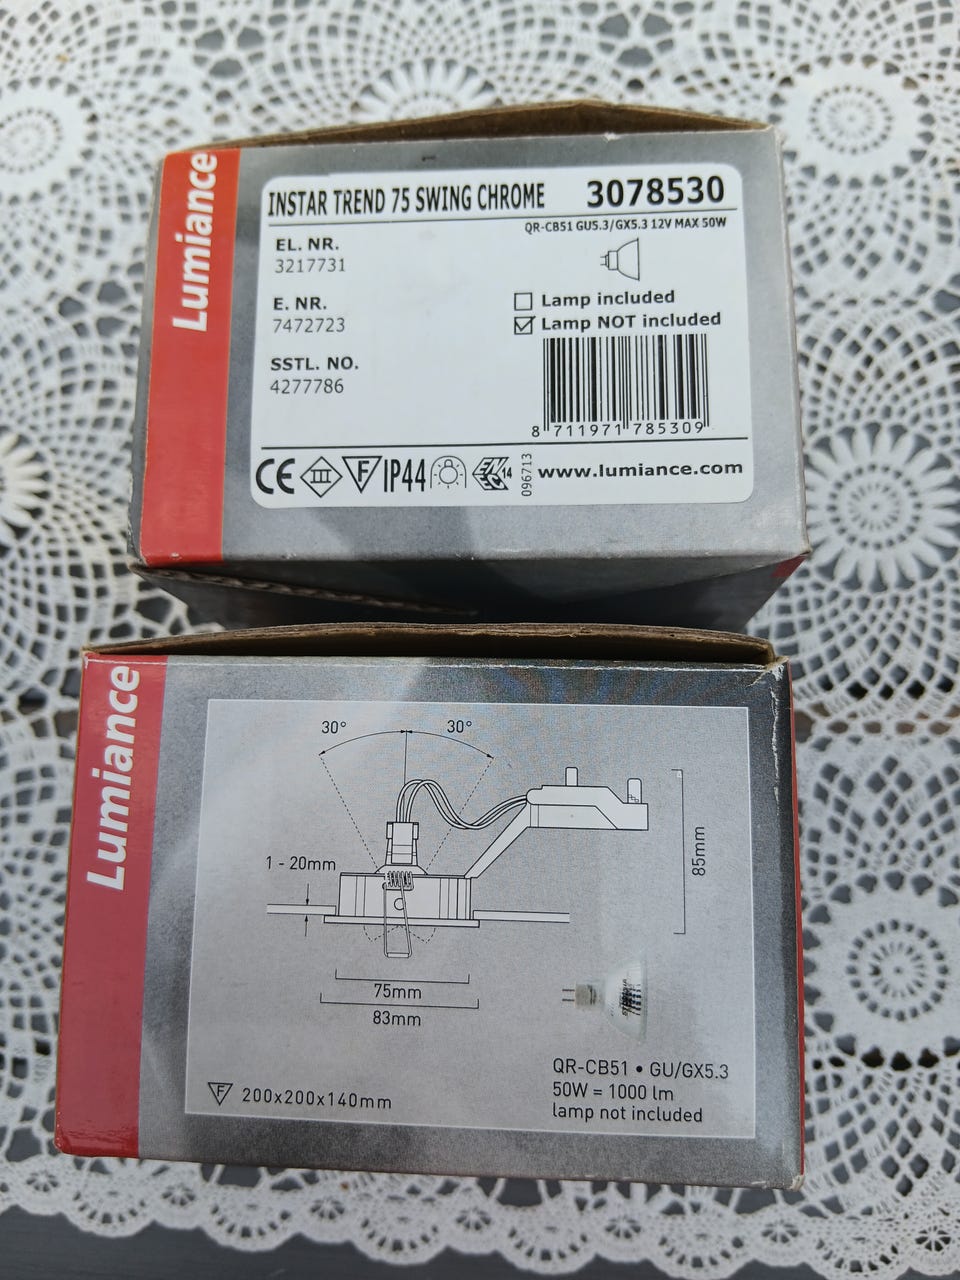 Lumiance
INSTAR TREND 75 SWING CHROME 3078530
QR-CB51 GU5.3/GX5.3 12V MAX 50W
EL. NR.
3217731
E. NR.
7472723
SSTL. NO.
4277786
Lamp included
Lamp NOT included
8 711971 785309
CE III F IP44 14 096713 www.lumiance.com
Lumiance
30° 30°
1 - 20mm
85mm
75mm
83mm
F 200x200x140mm
QR-CB51 • GU/GX5.3
50W = 1000 lm
lamp not included